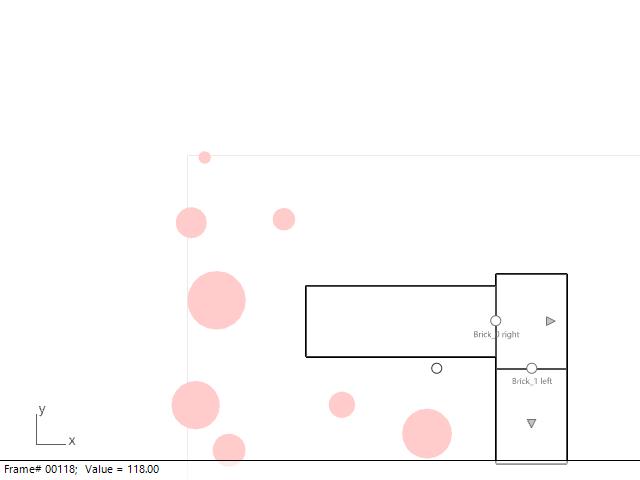 Brick_0 right
Brick_1 left
y
x
Frame# 00118;  Value = 118.00